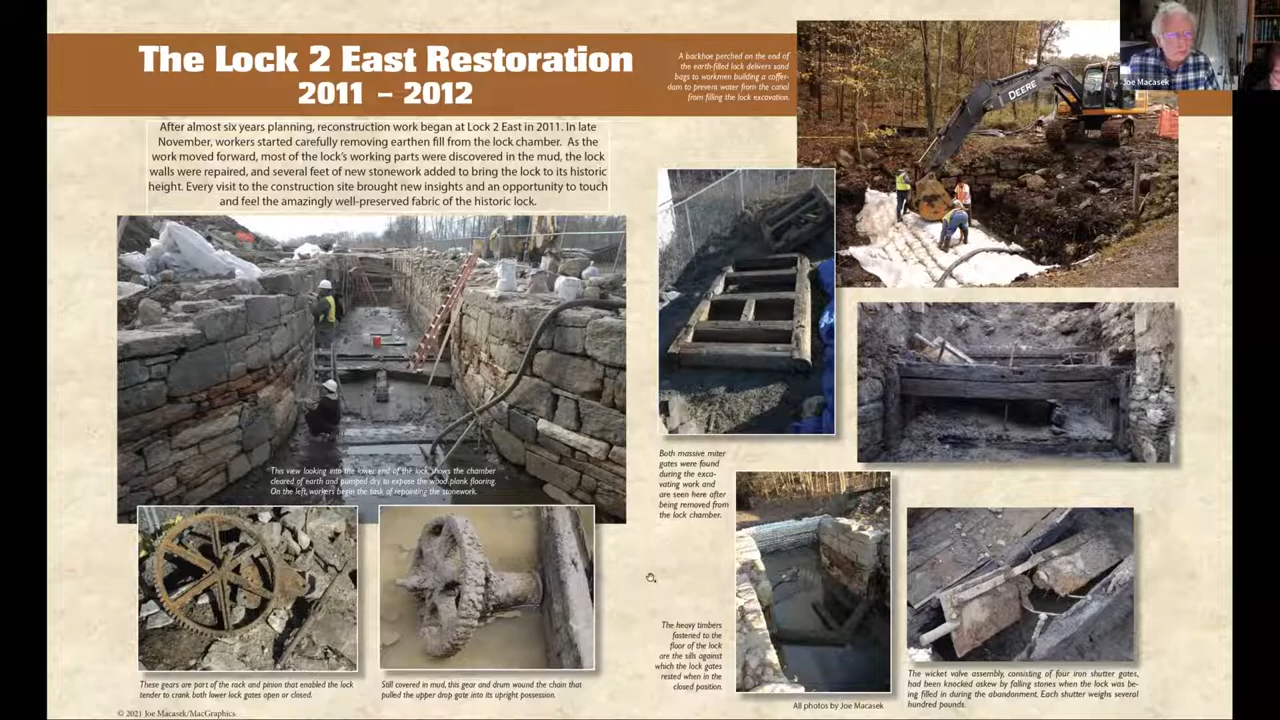 The Lock 2 East Restoration
2011 – 2012
A backhoe perched on the end of
the earth-filled lock delivers sand
bags to workmen building a coffer-
dam to prevent water from the canal
from filling the lock excavation.
DEERE
Joe Macasek
After almost six years planning, reconstruction work began at Lock 2 East in 2011. In late
November, workers started carefully removing earthen fill from the lock chamber. As the
work moved forward, most of the lock's working parts were discovered in the mud, the lock
walls were repaired, and several feet of new stonework added to bring the lock to its historic
height. Every visit to the construction site brought new insights and an opportunity to touch
and feel the amazingly well-preserved fabric of the historic lock.
This view looking into the lower end of the lock shows the chamber
cleared of earth and pumped dry to expose the wood plank flooring.
On the left, workers begin the task of repointing the stonework.
Both massive miter
gates were found
during the exca-
vating work and
are seen here after
being removed from
the lock chamber.
The heavy timbers
fastened to the
floor of the lock
are the sills against
which the lock gates
rested when in the
closed position.
These gears are part of the rack and pinion that enabled the lock
tender to crank both lower lock gates open or closed.
Still covered in mud, this gear and drum wound the chain that
pulled the upper drop gate into its upright possession.
The wicket valve assembly, consisting of four iron shutter gates,
had been knocked askew by falling stones when the lock was be-
ing filled in during the abandonment. Each shutter weighs several
hundred pounds.
All photos by Joe Macasek
© 2021 Joe Macasek/MacGraphics